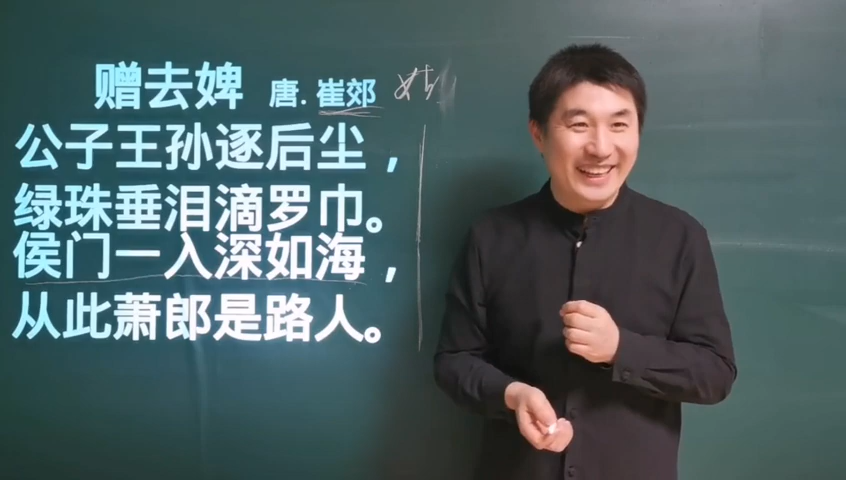 赠去婢 唐.崔郊
公子王孙逐后尘，
绿珠垂泪滴罗巾。
侯门一入深如海，
从此萧郎是路人。